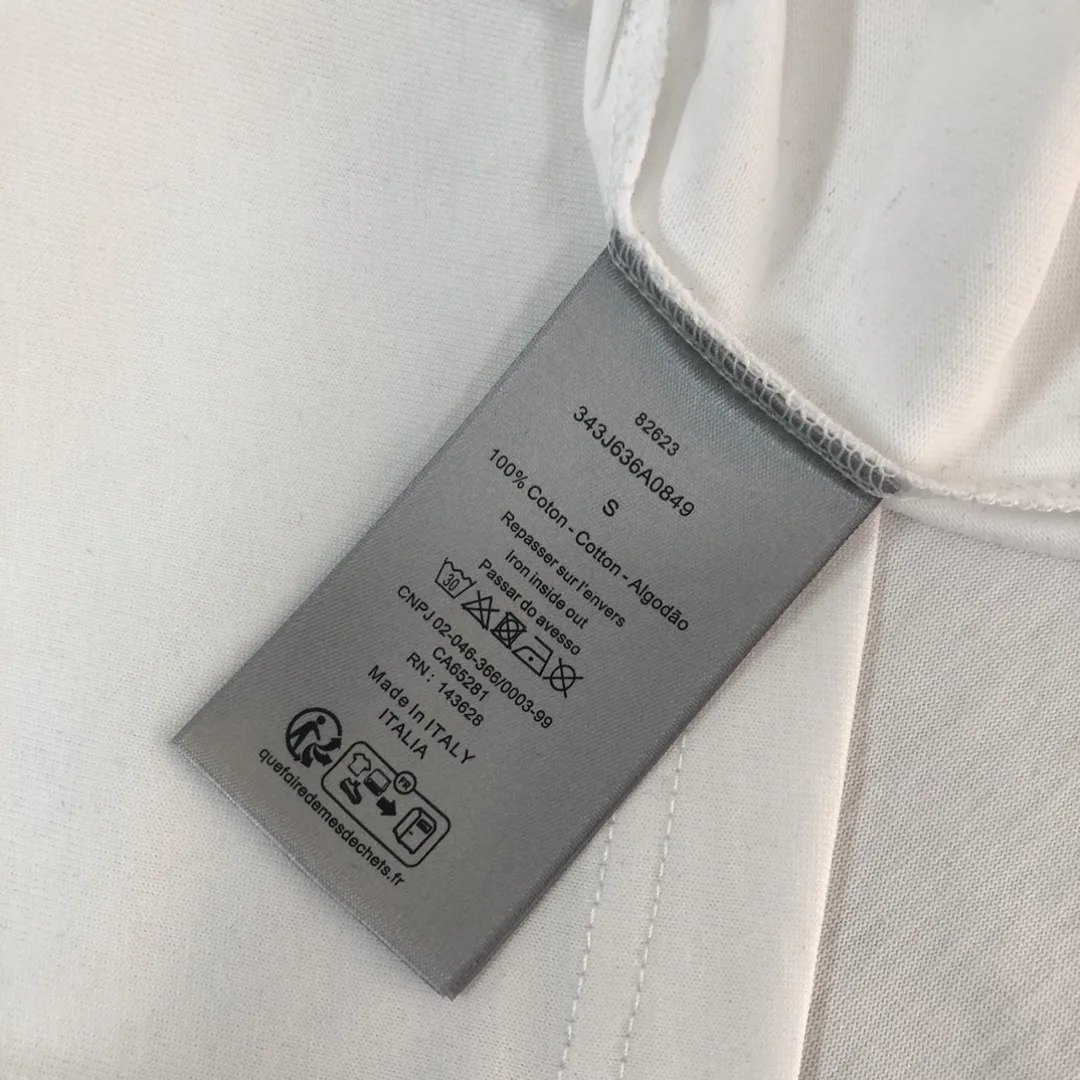 82623
343J636A0849
S
100% Coton - Cotton - Algodão
Repasser sur l'envers
Iron inside out
Passar do avesso
30
CNPJ 02-046-366/0003-99
CA65281
RN : 143628
Made In ITALY
ITALIA
FR
quefairedemesdechets.fr